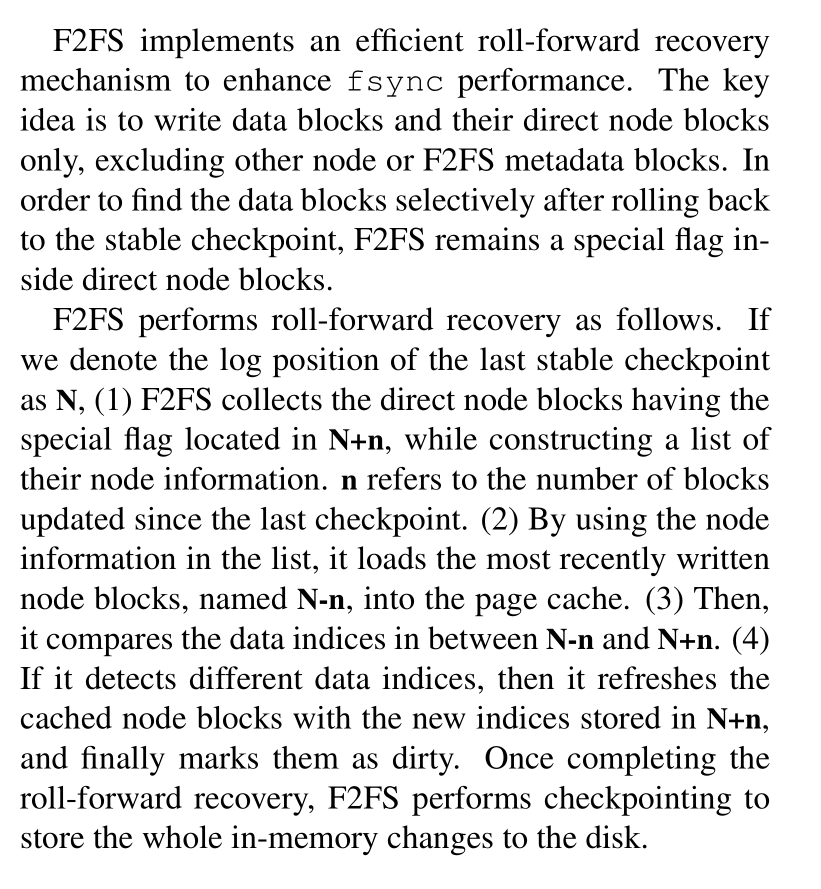 F2FS implements an efficient roll-forward recovery
mechanism to enhance fsync performance. The key
idea is to write data blocks and their direct node blocks
only, excluding other node or F2FS metadata blocks. In
order to find the data blocks selectively after rolling back
to the stable checkpoint, F2FS remains a special flag in-
side direct node blocks.
F2FS performs roll-forward recovery as follows. If
we denote the log position of the last stable checkpoint
as N, (1) F2FS collects the direct node blocks having the
special flag located in N+n, while constructing a list of
their node information. n refers to the number of blocks
updated since the last checkpoint. (2) By using the node
information in the list, it loads the most recently written
node blocks, named N-n, into the page cache. (3) Then,
it compares the data indices in between N-n and N+n. (4)
If it detects different data indices, then it refreshes the
cached node blocks with the new indices stored in N+n,
and finally marks them as dirty. Once completing the
roll-forward recovery, F2FS performs checkpointing to
store the whole in-memory changes to the disk.